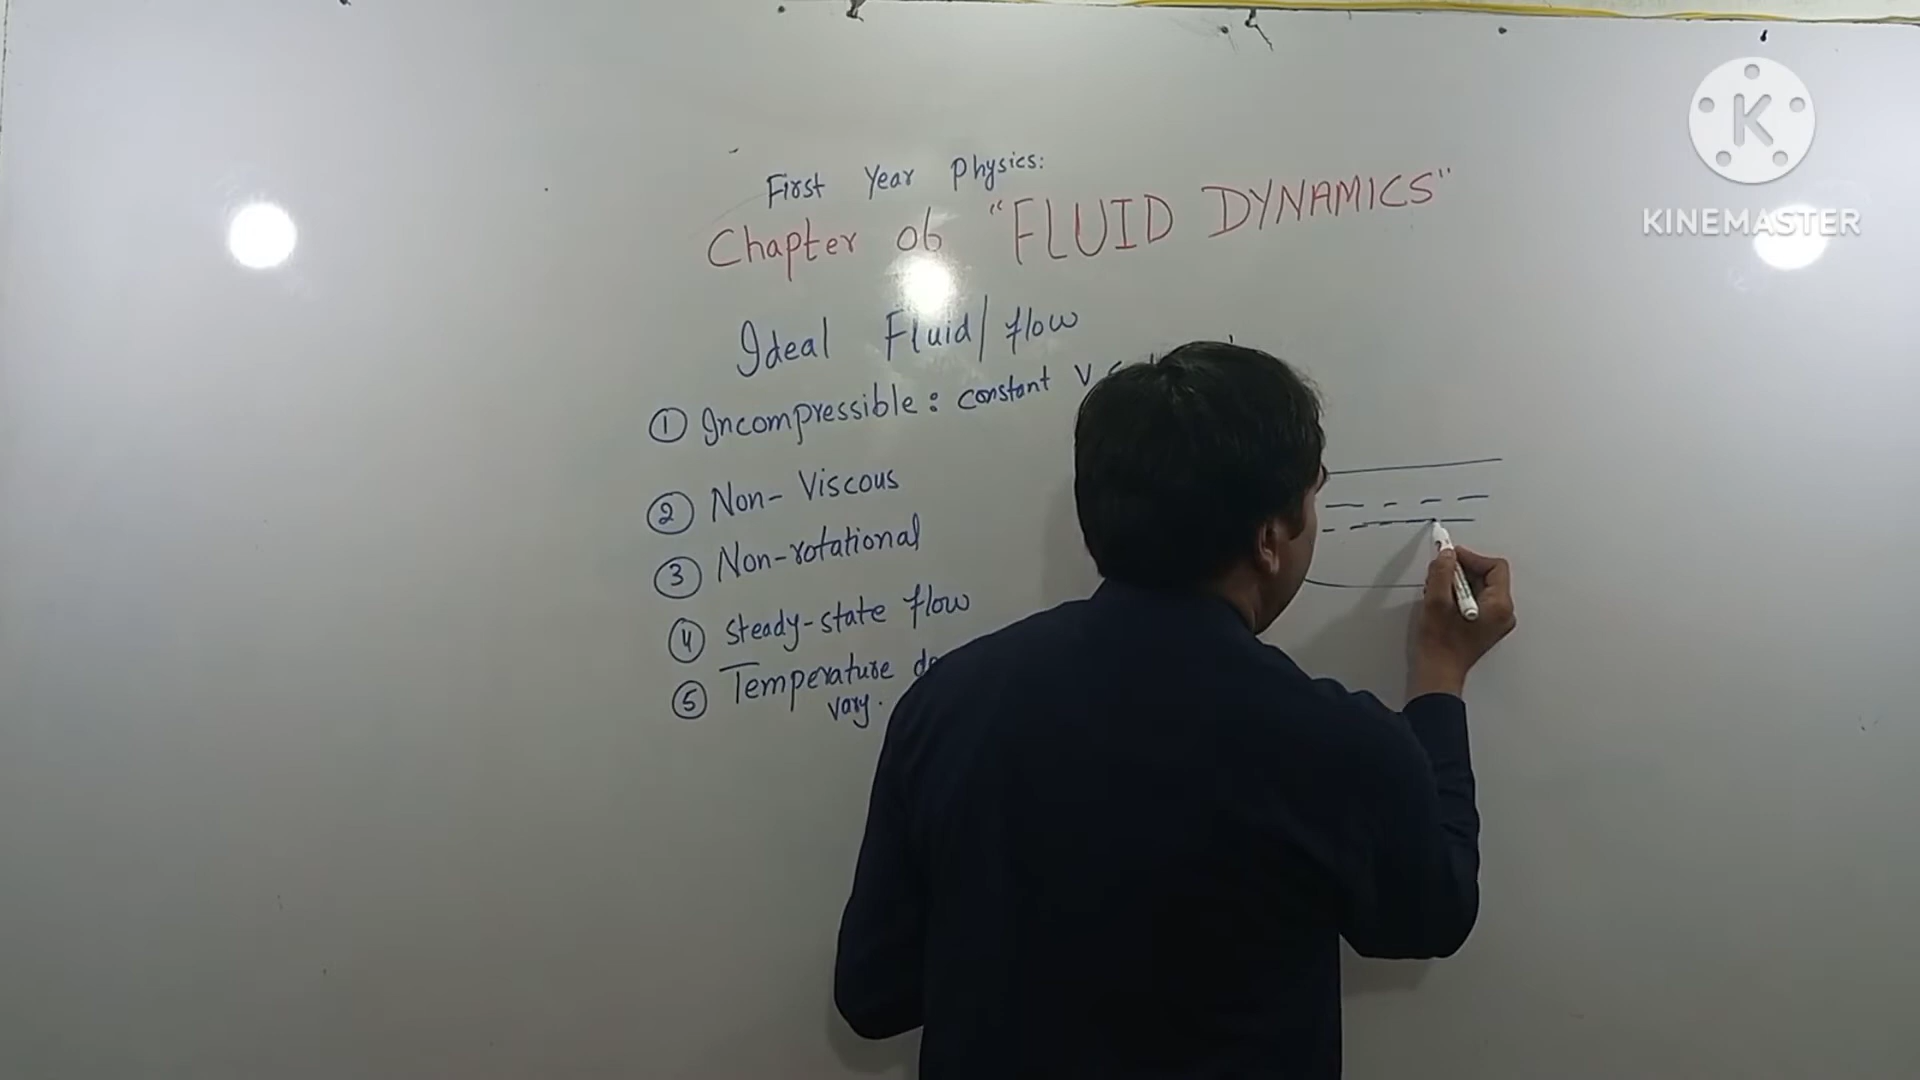 First Year Physics:
Chapter 06 "FLUID DYNAMICS"
Ideal Fluid/flow
① Incompressible: constant
② Non-Viscous
③ Non-rotational
④ Steady-state flow
⑤ Temperature
vary.
K
KINEMASTER